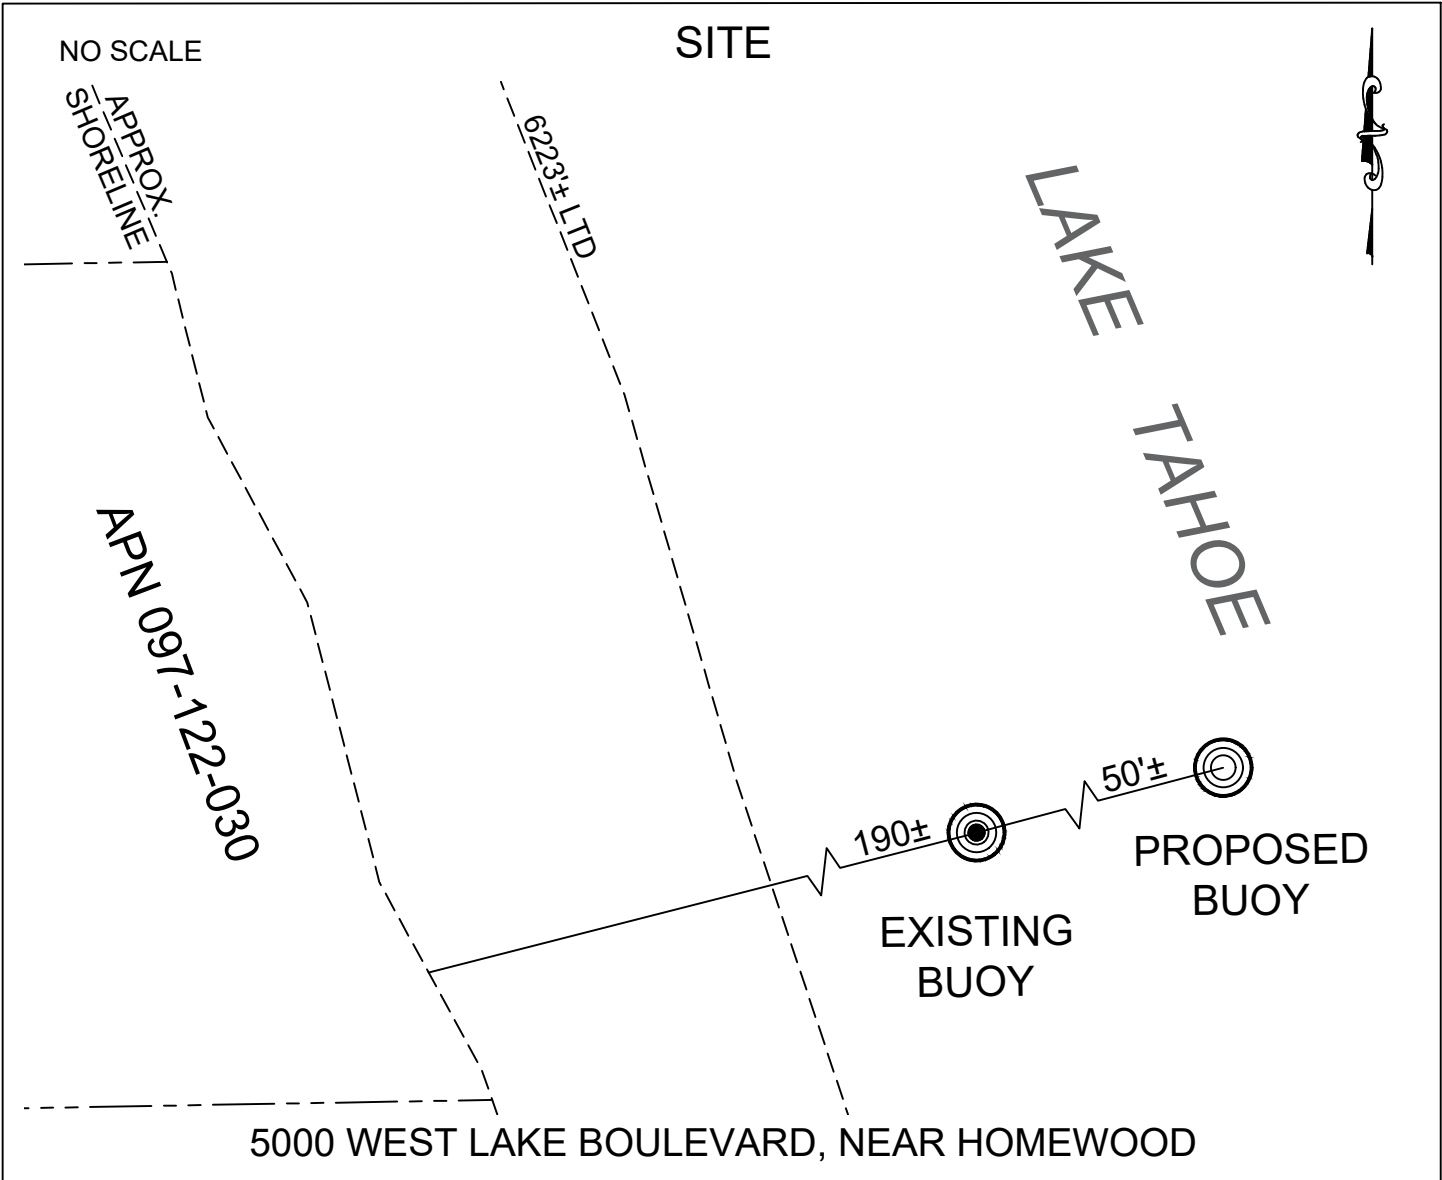 NO SCALE
SITE
APPROX.
SHORELINE
6223'± LTD
LAKE TAHOE
APN 097-122-030
190±
50'±
EXISTING
BUOY
PROPOSED
BUOY
5000 WEST LAKE BOULEVARD, NEAR HOMEWOOD